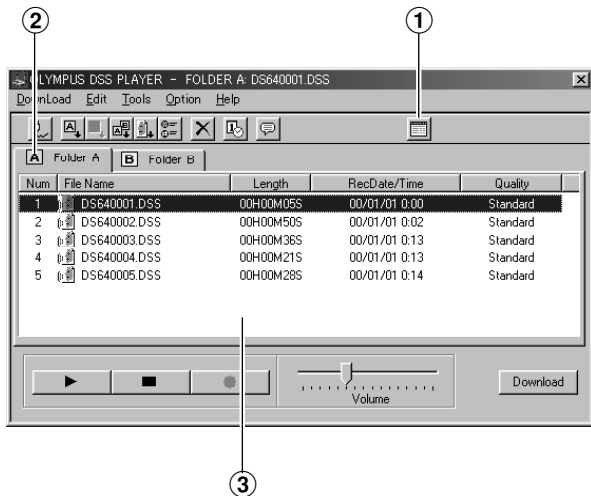 2 1
OLYMPUS DSS PLAYER – FOLDER A: DS640001.DSS
DownLoad Edit Tools Option Help
A Folder A B Folder B
Num File Name Length RecDate/Time Quality
1 DS640001.DSS 00H00M05S 00/01/01 0:00 Standard
2 DS640002.DSS 00H00M50S 00/01/01 0:02 Standard
3 DS640003.DSS 00H00M36S 00/01/01 0:13 Standard
4 DS640004.DSS 00H00M21S 00/01/01 0:13 Standard
5 DS640005.DSS 00H00M28S 00/01/01 0:14 Standard
Download
Volume
3